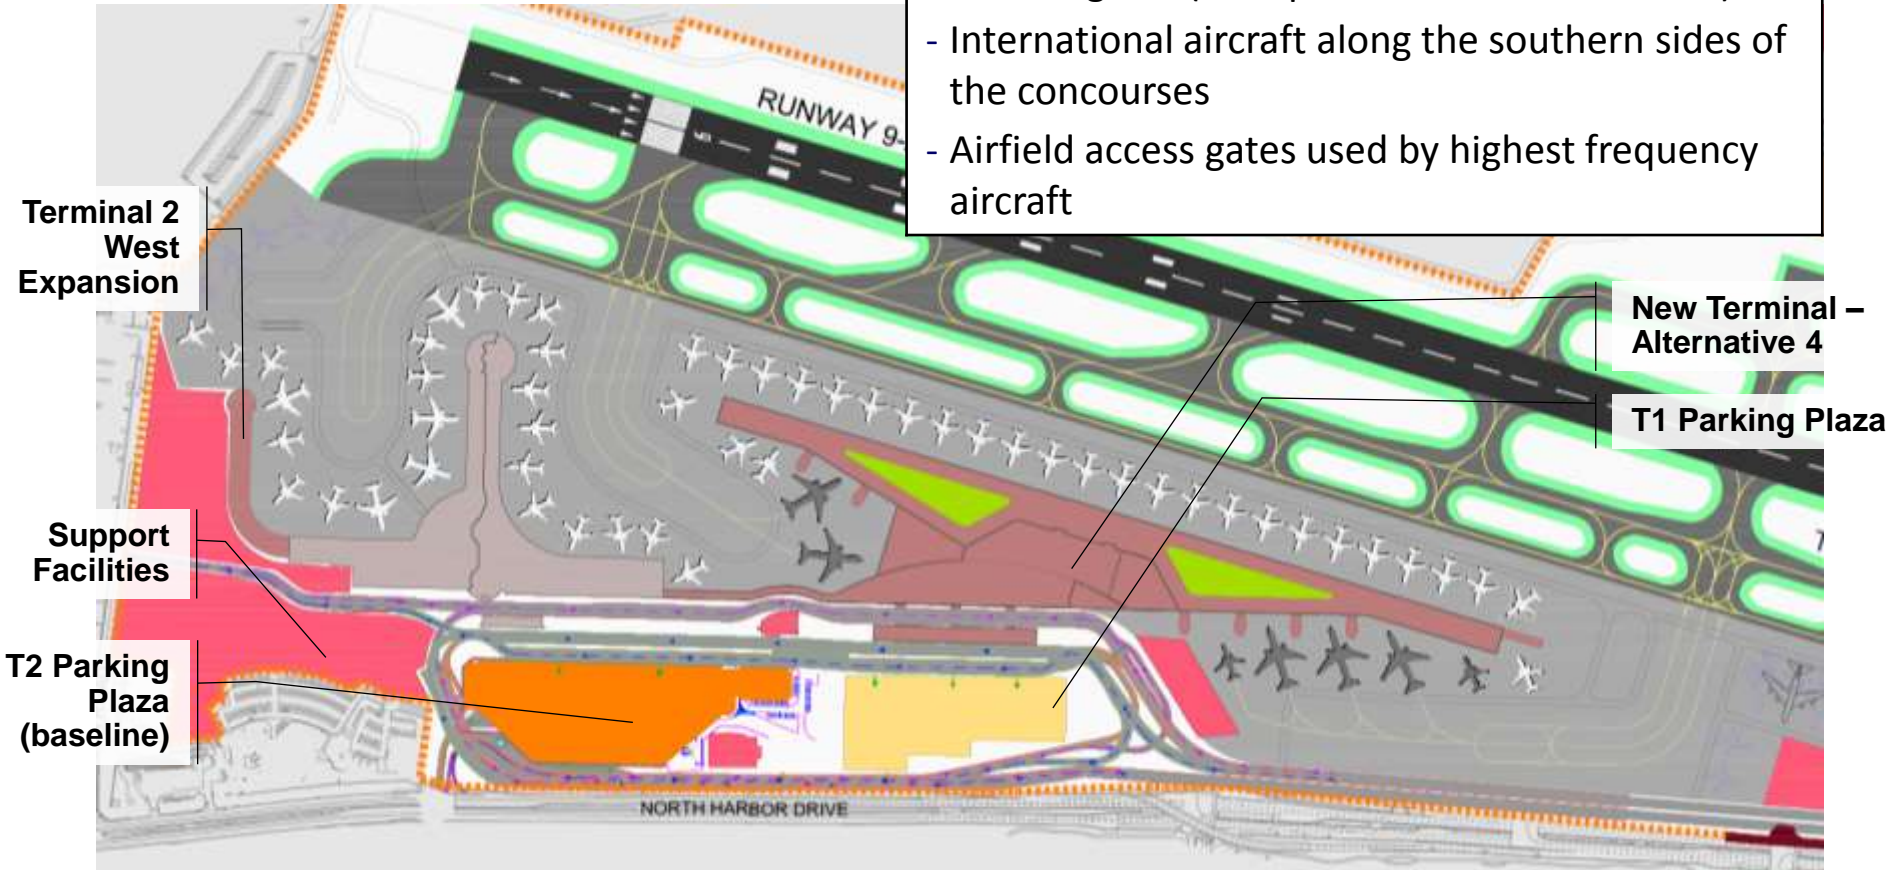 - International aircraft along the southern sides of
the concourses
- Airfield access gates used by highest frequency
aircraft
RUNWAY 9-
Terminal 2
West
Expansion
New Terminal –
Alternative 4
T1 Parking Plaza
Support
Facilities
T2 Parking
Plaza
(baseline)
NORTH HARBOR DRIVE